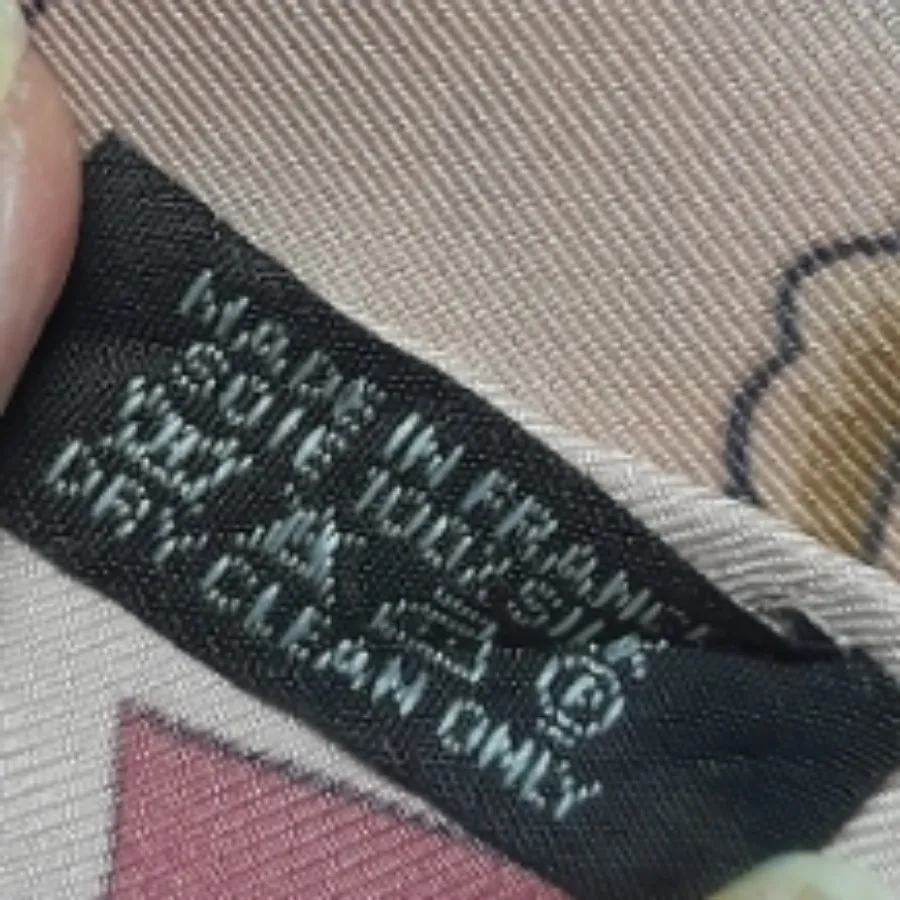 MADE IN FRANCE
SOIE 100% SILK
P
DRY CLEAN ONLY